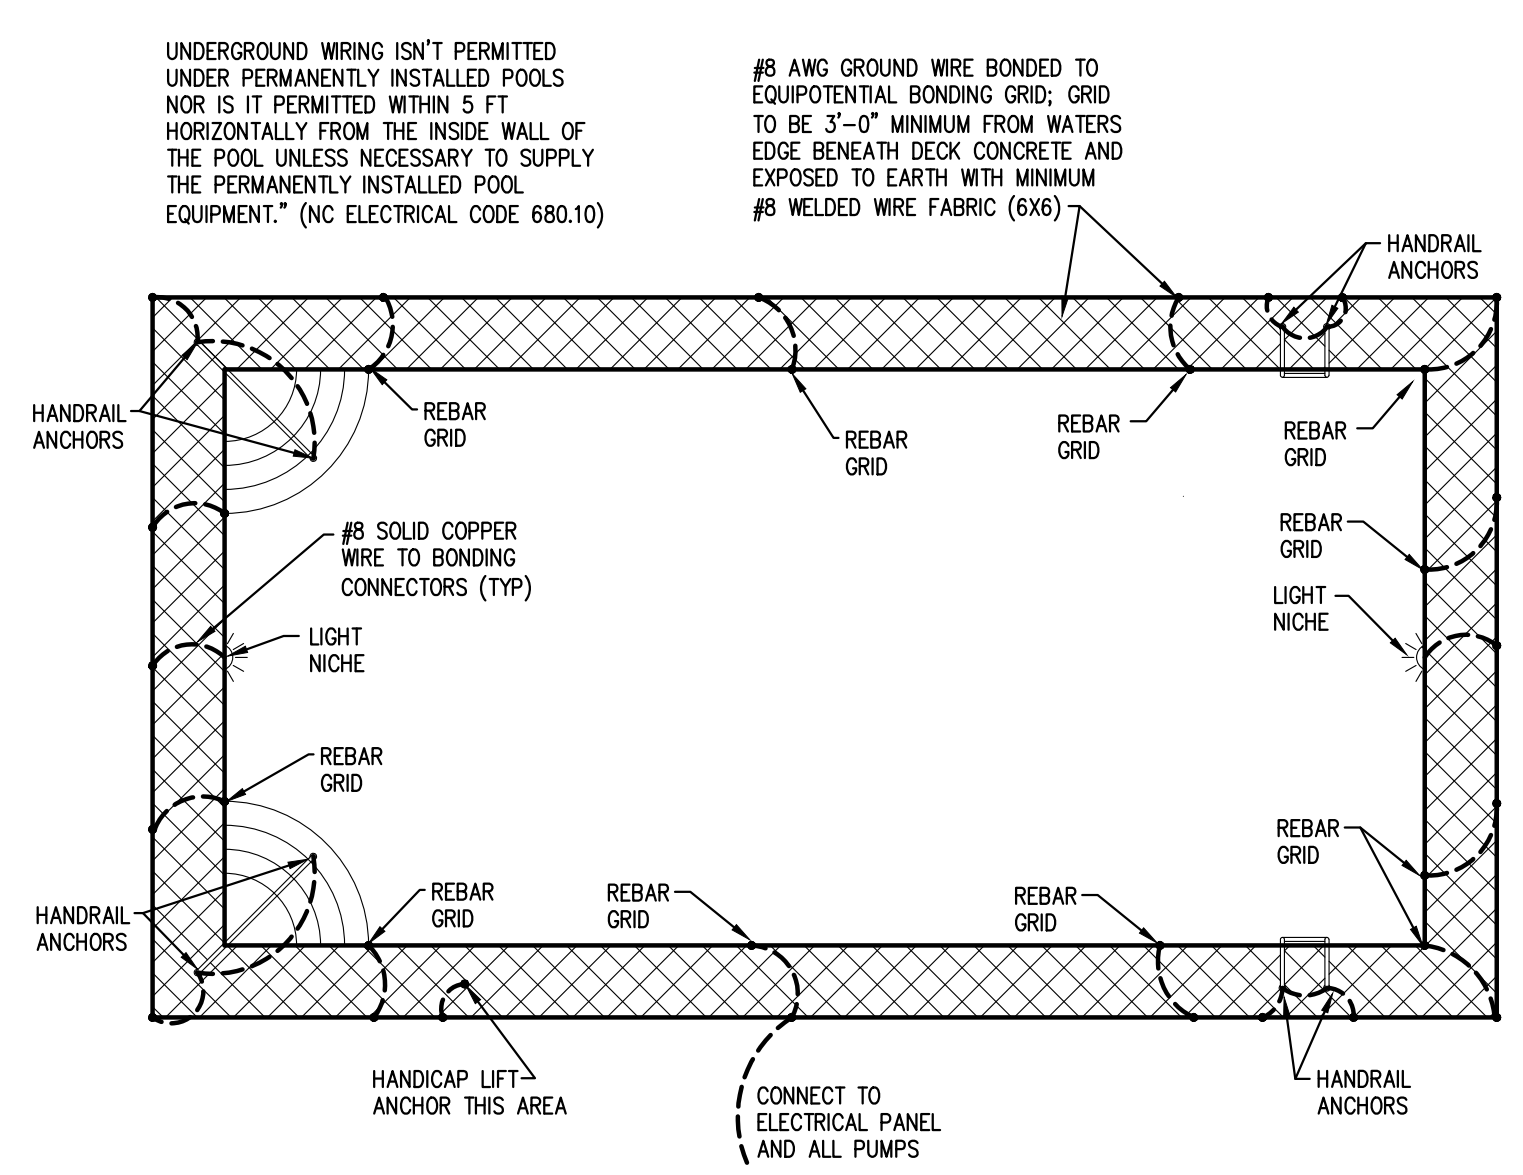 UNDERGROUND WIRING ISN'T PERMITTED
UNDER PERMANENTLY INSTALLED POOLS
NOR IS IT PERMITTED WITHIN 5 FT
HORIZONTALLY FROM THE INSIDE WALL OF
THE POOL UNLESS NECESSARY TO SUPPLY
THE PERMANENTLY INSTALLED POOL
EQUIPMENT." (NC ELECTRICAL CODE 680.10)
#8 AWG GROUND WIRE BONDED TO
EQUIPOTENTIAL BONDING GRID; GRID
TO BE 3'-0" MINIMUM FROM WATERS
EDGE BENEATH DECK CONCRETE AND
EXPOSED TO EARTH WITH MINIMUM
#8 WELDED WIRE FABRIC (6X6)
HANDRAIL
ANCHORS
HANDRAIL
ANCHORS
REBAR
GRID
REBAR
GRID
REBAR
GRID
REBAR
GRID
#8 SOLID COPPER
WIRE TO BONDING
CONNECTORS (TYP)
REBAR
GRID
LIGHT
NICHE
LIGHT
NICHE
REBAR
GRID
REBAR
GRID
HANDRAIL
ANCHORS
REBAR
GRID
REBAR
GRID
REBAR
GRID
HANDICAP LIFT
ANCHOR THIS AREA
CONNECT TO
ELECTRICAL PANEL
AND ALL PUMPS
HANDRAIL
ANCHORS